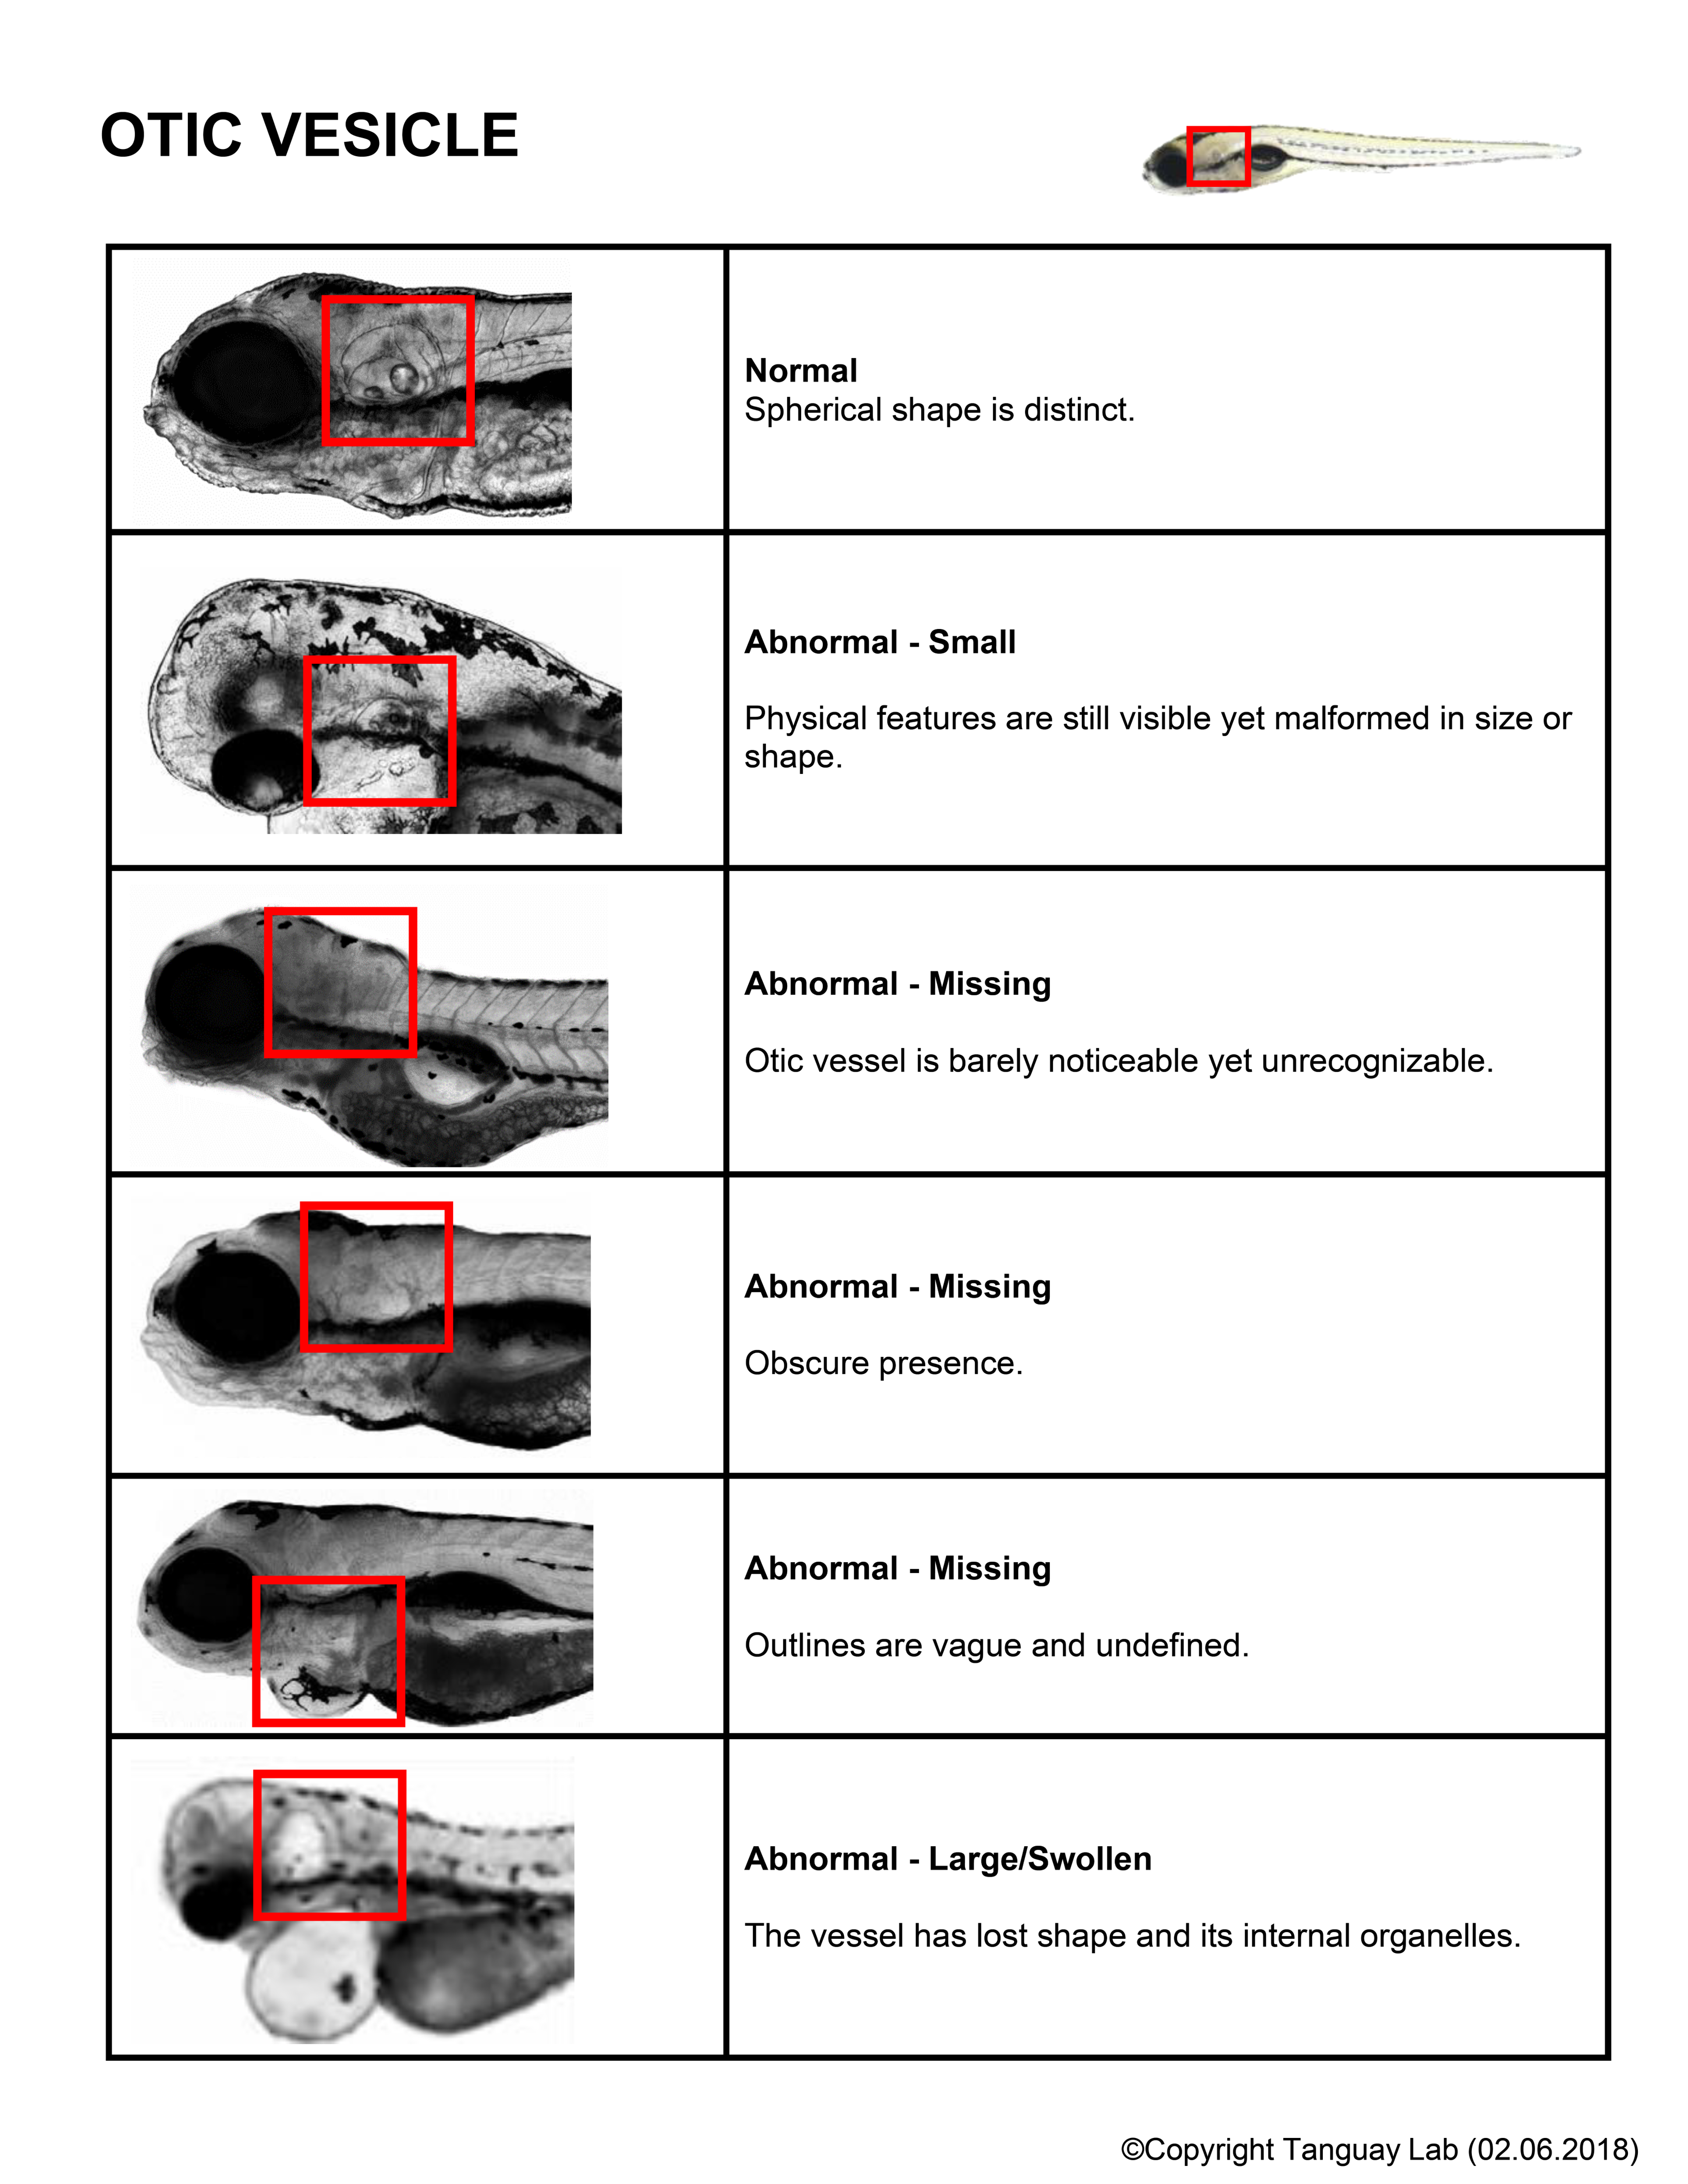 OTIC VESICLE
Normal
Spherical shape is distinct.
Abnormal - Small
Physical features are still visible yet malformed in size or
shape.
Abnormal - Missing
Otic vessel is barely noticeable yet unrecognizable.
Abnormal - Missing
Obscure presence.
Abnormal - Missing
Outlines are vague and undefined.
Abnormal - Large/Swollen
The vessel has lost shape and its internal organelles.
©Copyright Tanguay Lab (02.06.2018)